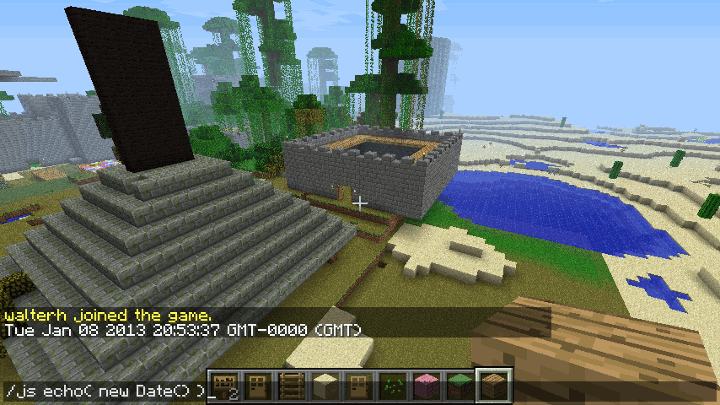 walterh joined the game.
Tue Jan 08 2013 20:53:37 GMT-0000 (GMT)
/js echo( new Date() )_
2